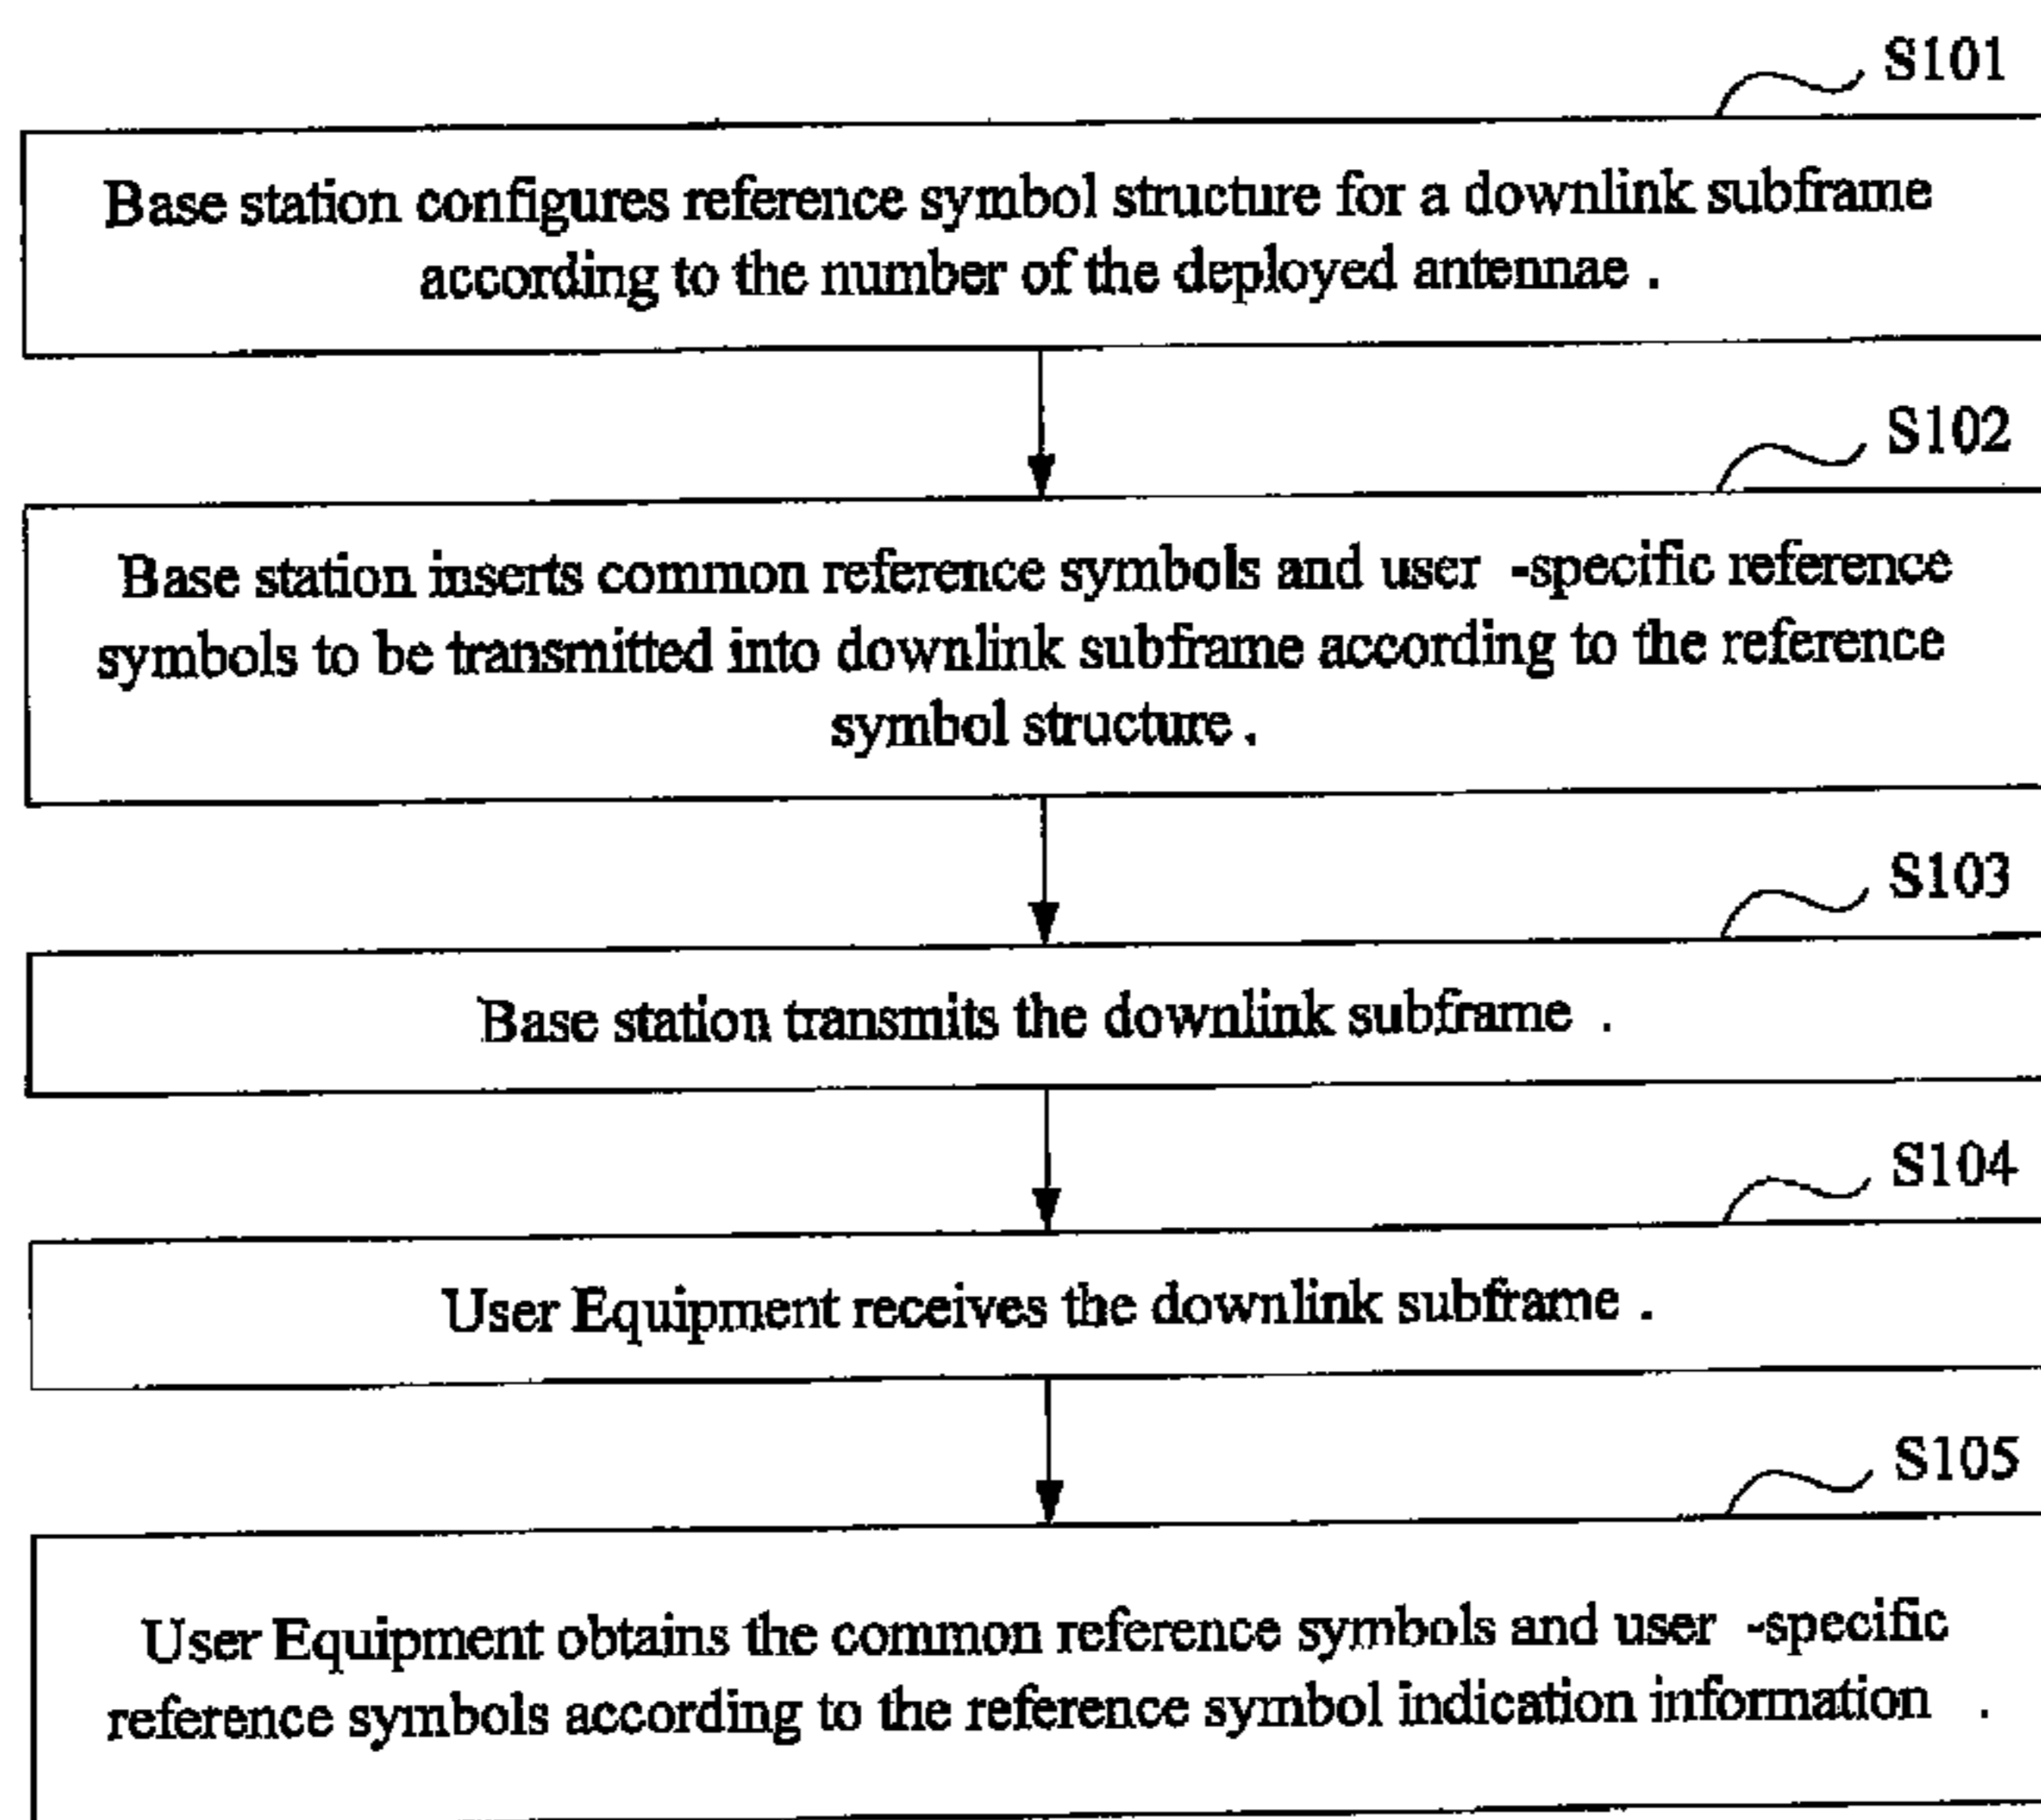 S101
Base station configures reference symbol structure for a downlink subframe
according to the number of the deployed antennae .
S102
Base station inserts common reference symbols and user -specific reference
symbols to be transmitted into downlink subframe according to the reference
symbol structure .
S103
Base station transmits the downlink subframe .
S104
User Equipment receives the downlink subframe .
S105
User Equipment obtains the common reference symbols and user -specific
reference symbols according to the reference symbol indication information .